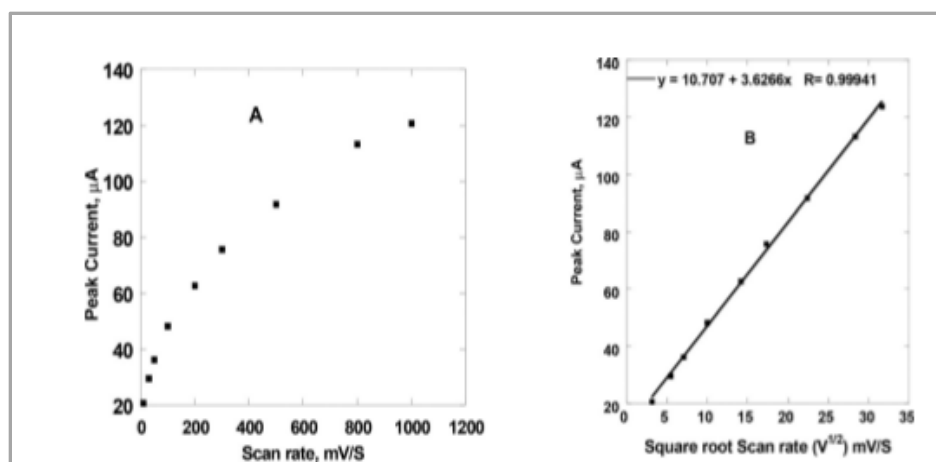 A
140
120
100
80
60
40
20
0 200 400 600 800 1000 1200
Peak Current, μA
Scan rate, mV/S
y = 10.707 + 3.6266x R= 0.99941
B
140
120
100
80
60
40
20
0 5 10 15 20 25 30 35
Peak Current, μA
Square root Scan rate (V^1/2) mV/S